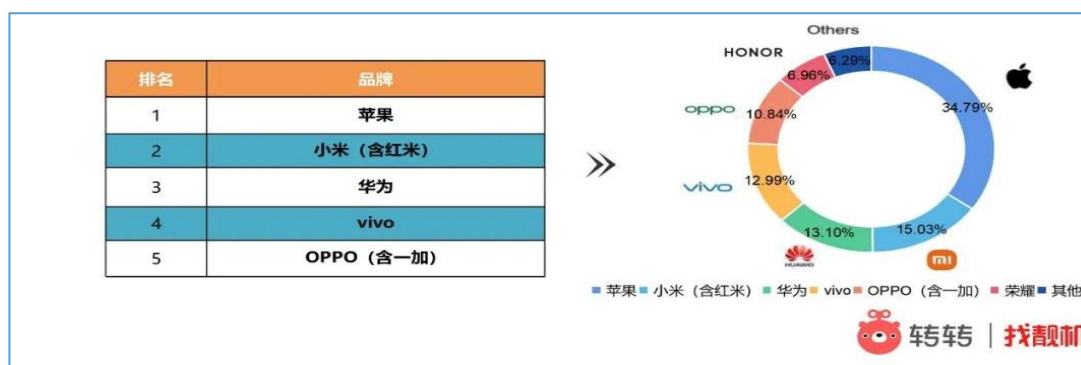 排名 品牌
1 苹果
2 小米（含红米）
3 华为
4 vivo
5 OPPO（含一加）
Others
HONOR
6.29%
6.96%
oppo
10.84%
34.79%
vivo
12.99%
13.10%
15.03%
HUAWEI
mi
苹果 小米（含红米） 华为 vivo OPPO（含一加） 荣耀 其他
转转 | 找靓机